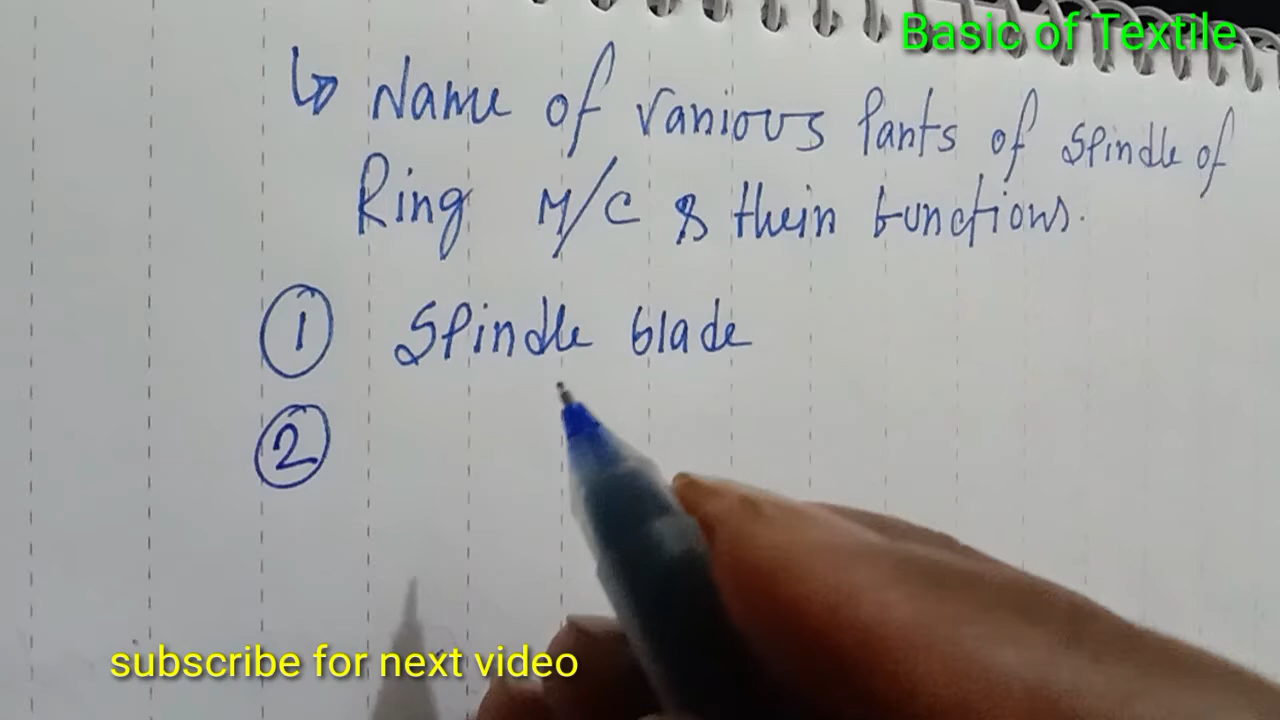 Basic of Textile
↳ Name of various Parts of spindle of
Ring M/C & their functions.
① Spindle blade
②
subscribe for next video